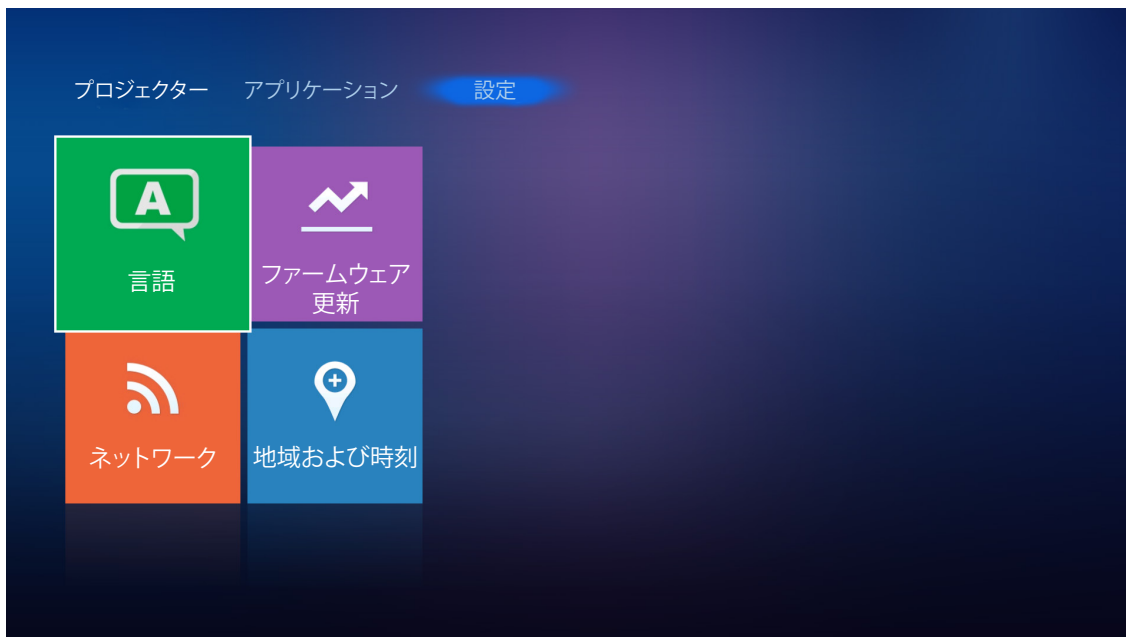 プロジェクター アプリケーション 設定
A
言語
ファームウェア
更新
ネットワーク
地域および時刻